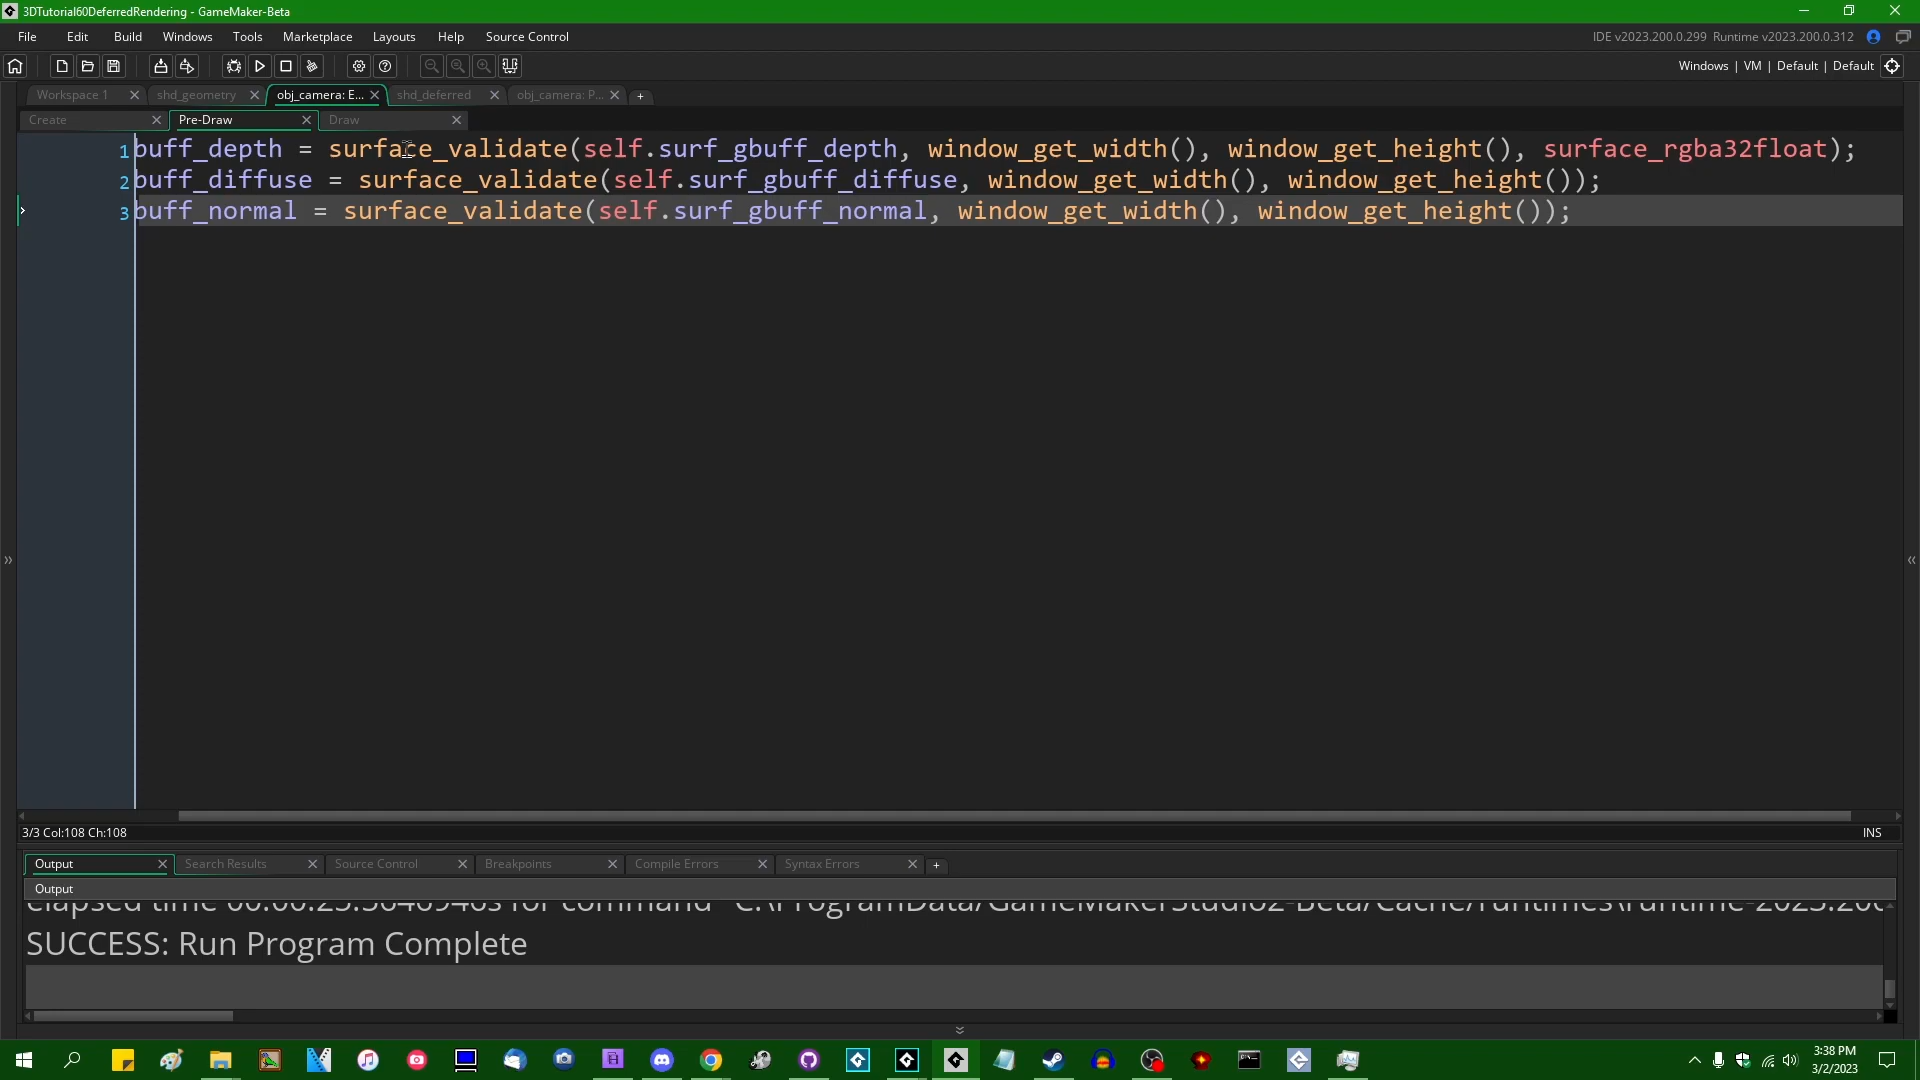 3DTutorial60DeferredRendering - GameMaker-Beta
File Edit Build Windows Tools Marketplace Layouts Help Source Control
IDE v2023.200.0.299 Runtime v2023.200.0.312
Windows | VM | Default | Default
Workspace 1 shd_geometry obj_camera: E... shd_deferred obj_camera: P...
Create Pre-Draw Draw
1 buff_depth = surface_validate(self.surf_gbuff_depth, window_get_width(), window_get_height(), surface_rgba32float);
2 buff_diffuse = surface_validate(self.surf_gbuff_diffuse, window_get_width(), window_get_height());
3 buff_normal = surface_validate(self.surf_gbuff_normal, window_get_width(), window_get_height());
3/3 Col:108 Ch:108 INS
Output Search Results Source Control Breakpoints Compile Errors Syntax Errors
Output
SUCCESS: Run Program Complete
3:38 PM
3/2/2023